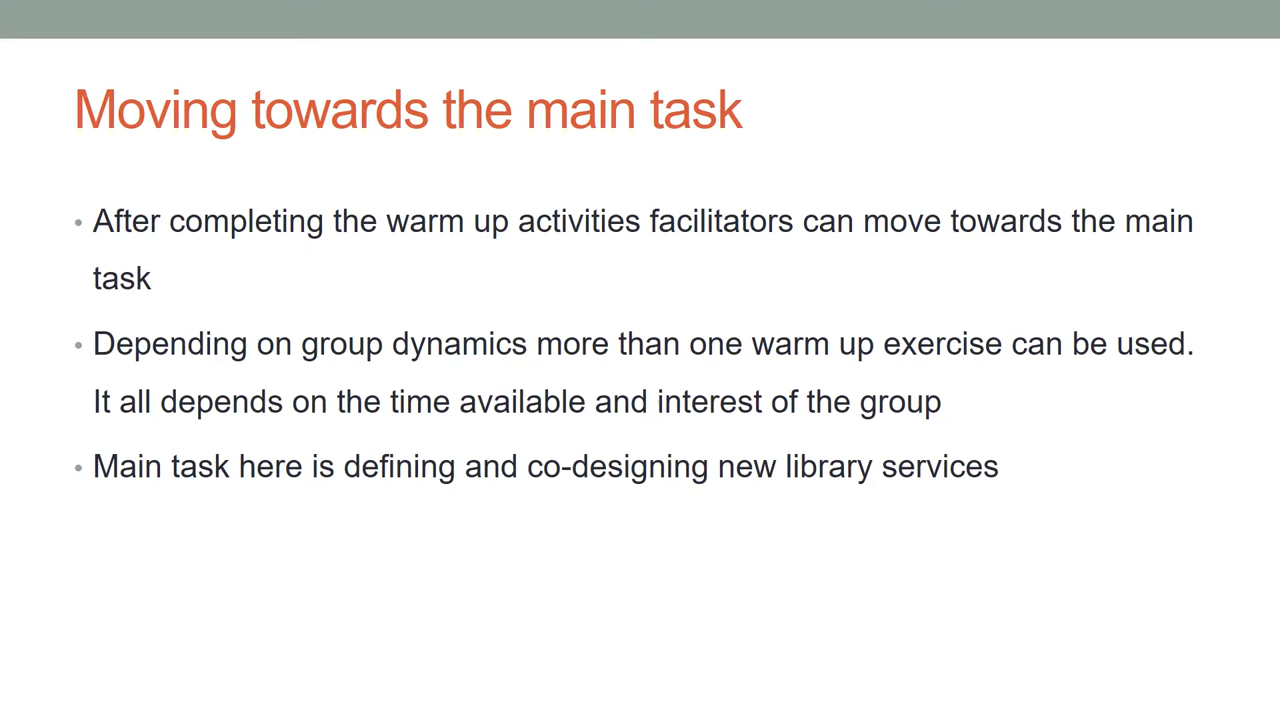 Moving towards the main task
• After completing the warm up activities facilitators can move towards the main
task
• Depending on group dynamics more than one warm up exercise can be used.
It all depends on the time available and interest of the group
• Main task here is defining and co-designing new library services